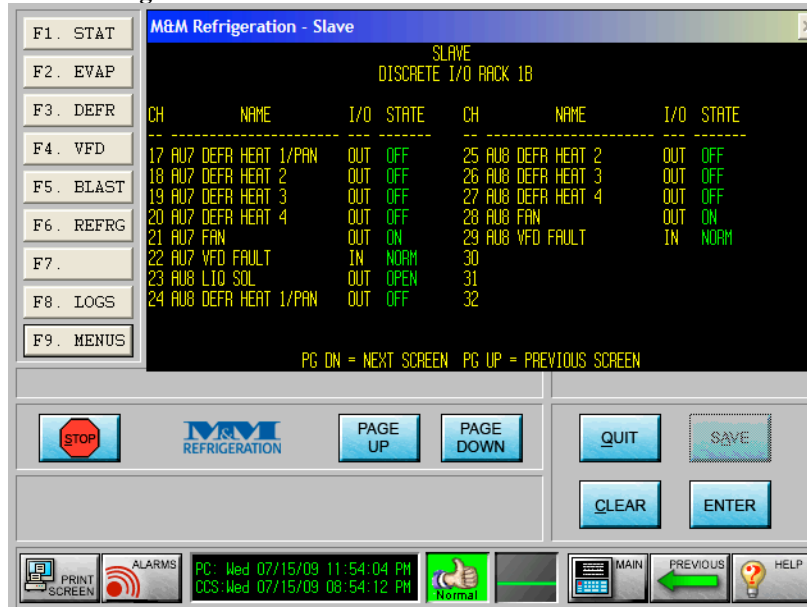 F1. STAT
F2. EVAP
F3. DEFR
F4. VFD
F5. BLAST
F6. REFRG
F7.
F8. LOGS
F9. MENUS
M&M Refrigeration - Slave
SLAVE
DISCRETE I/O RACK 1B
CH NAME I/O STATE CH NAME I/O STATE
-- -------------------- --- ------- -- -------------------- --- -------
17 AU7 DEFR HEAT 1/PAN OUT OFF 25 AU8 DEFR HEAT 2 OUT OFF
18 AU7 DEFR HEAT 2 OUT OFF 26 AU8 DEFR HEAT 3 OUT OFF
19 AU7 DEFR HEAT 3 OUT OFF 27 AU8 DEFR HEAT 4 OUT OFF
20 AU7 DEFR HEAT 4 OUT OFF 28 AU8 FAN OUT ON
21 AU7 FAN OUT ON 29 AU8 VFD FAULT IN NORM
22 AU7 VFD FAULT IN NORM 30
23 AU8 LIQ SOL OUT OPEN 31
24 AU8 DEFR HEAT 1/PAN OUT OFF 32
PG DN = NEXT SCREEN PG UP = PREVIOUS SCREEN
STOP
M&M
REFRIGERATION
PAGE
UP
PAGE
DOWN
QUIT
SAVE
CLEAR
ENTER
PRINT
SCREEN
ALARMS
PC: Wed 07/15/09 11:54:04 PM
CCS:Wed 07/15/09 08:54:12 PM
Normal
MAIN
PREVIOUS
HELP